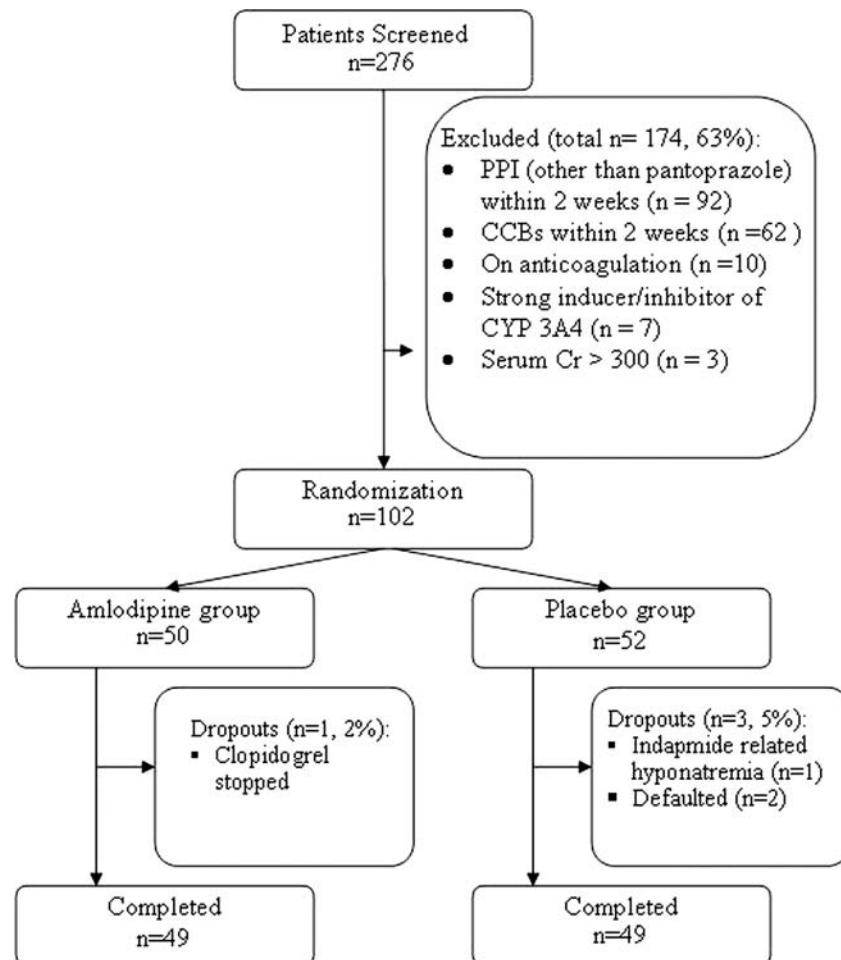 Patients Screened
n=276
Excluded (total n= 174, 63%):
● PPI (other than pantoprazole)
within 2 weeks (n = 92)
● CCBs within 2 weeks (n =62 )
● On anticoagulation (n =10)
● Strong inducer/inhibitor of
CYP 3A4 (n = 7)
● Serum Cr > 300 (n = 3)
Randomization
n=102
Amlodipine group
n=50
Placebo group
n=52
Dropouts (n=1, 2%):
▪ Clopidogrel
stopped
Dropouts (n=3, 5%):
▪ Indapmide related
hyponatremia (n=1)
▪ Defaulted (n=2)
Completed
n=49
Completed
n=49